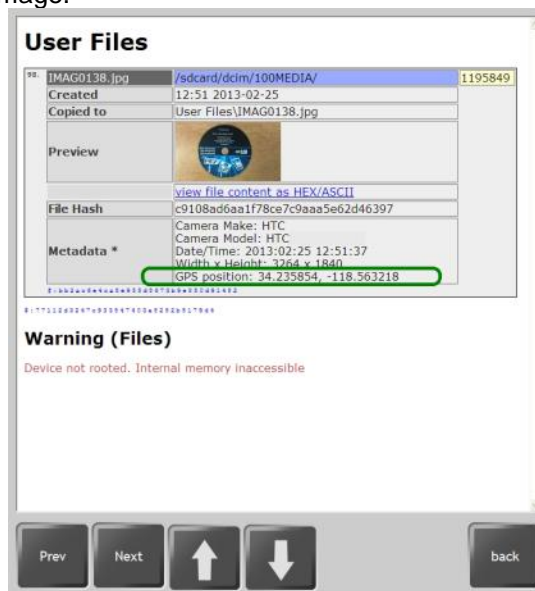 User Files
98. IMAG0138.jpg /sdcard/dcim/100MEDIA/ 1195849
Created 12:51 2013-02-25
Copied to User Files\IMAG0138.jpg
Preview
view file content as HEX/ASCII
File Hash c9108ad6aa1f78ce7c9aaa5e62d46397
Metadata * Camera Make: HTC
Camera Model: HTC
Date/Time: 2013:02:25 12:51:37
Width x Height: 3264 x 1840
GPS position: 34.235854, -118.563218
Warning (Files)
Device not rooted. Internal memory inaccessible
Prev Next back